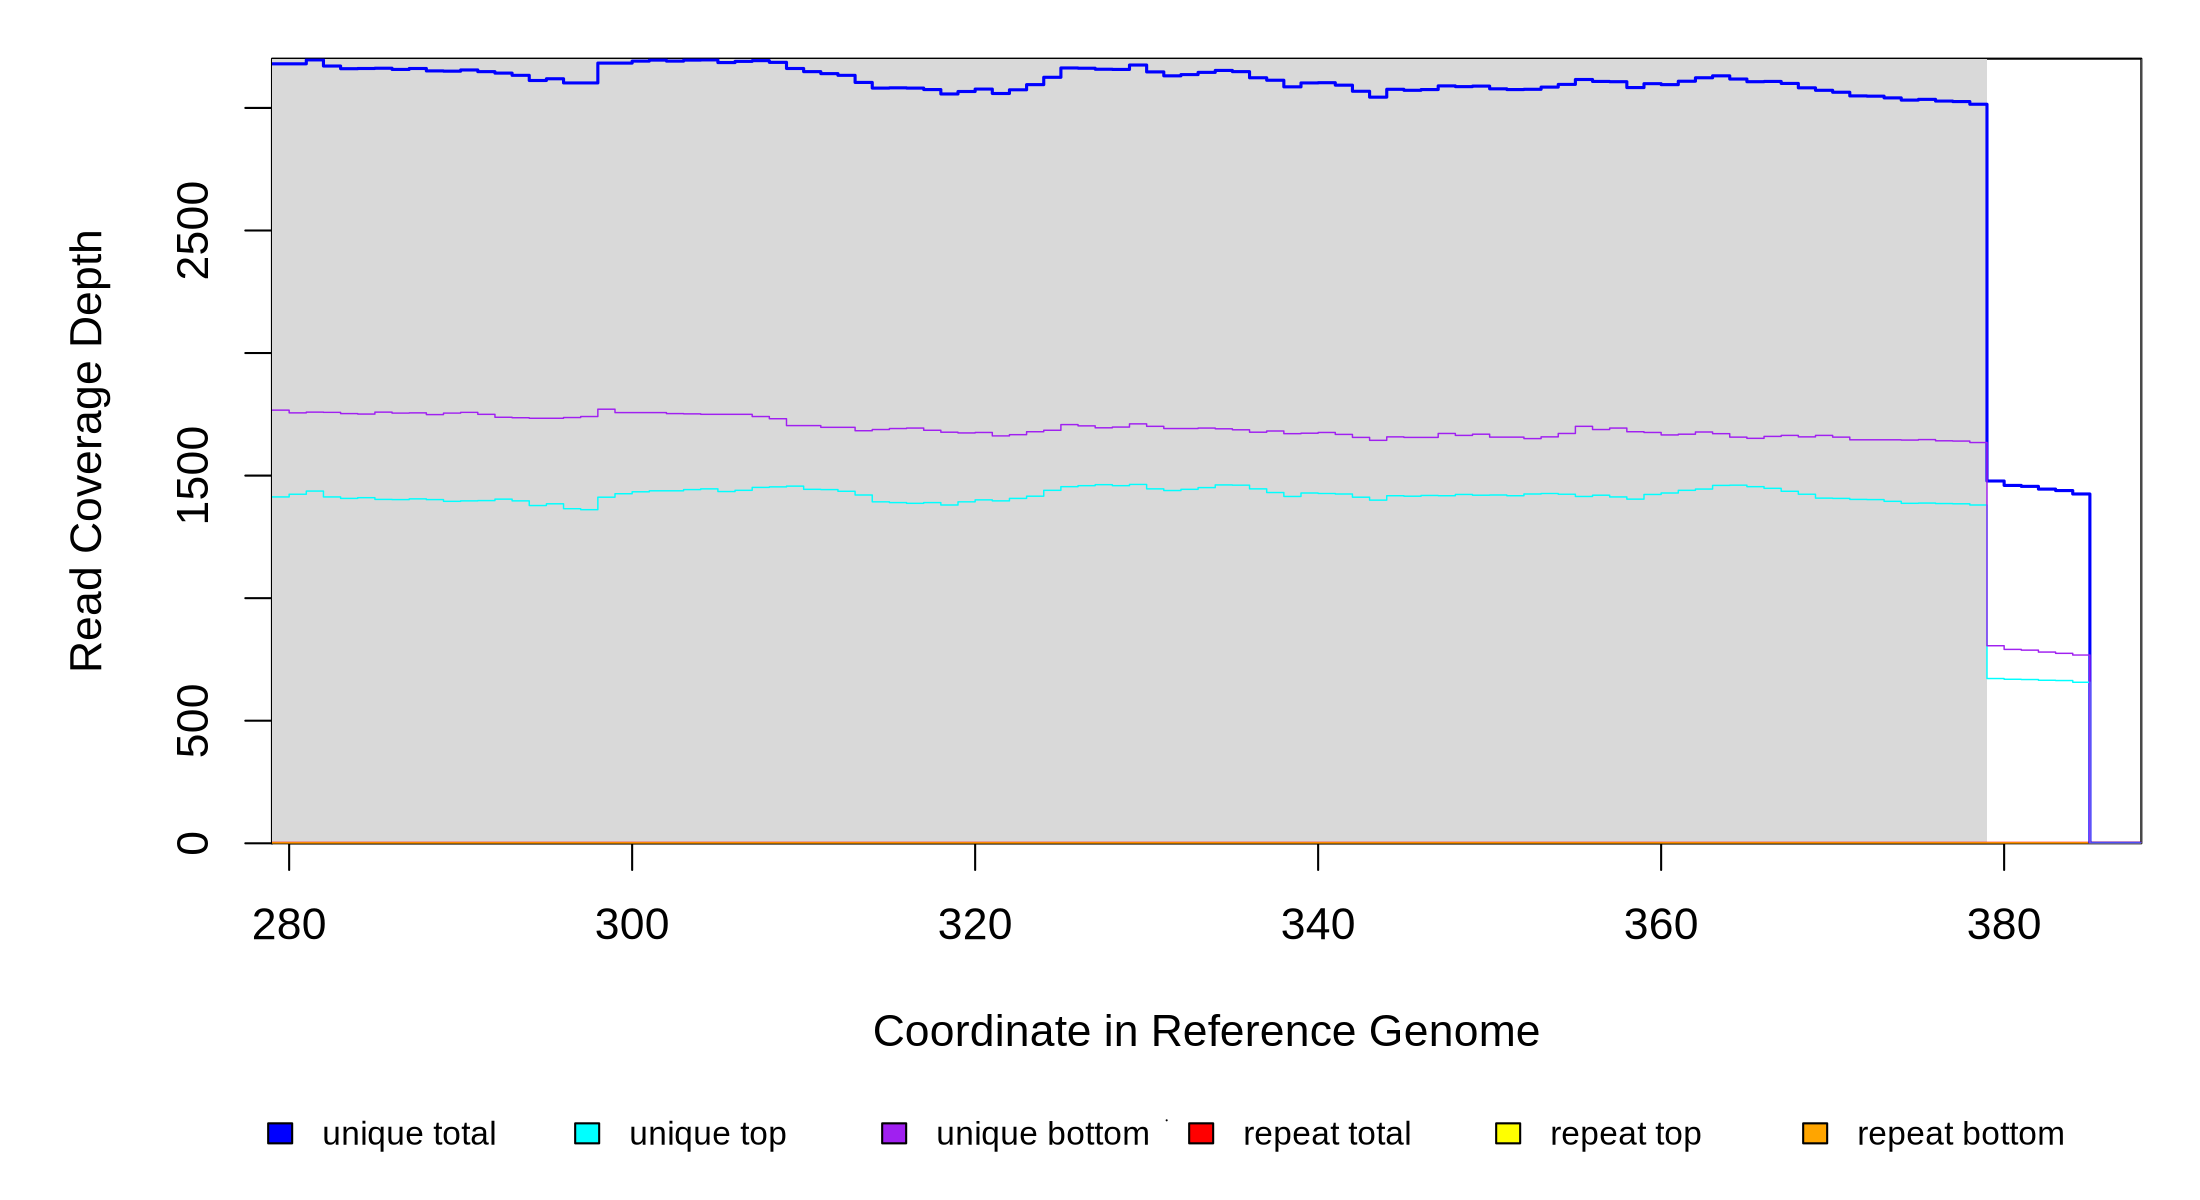 Read Coverage Depth
2500
1500
500
0
280 300 320 340 360 380
Coordinate in Reference Genome
unique total unique top unique bottom repeat total repeat top repeat bottom